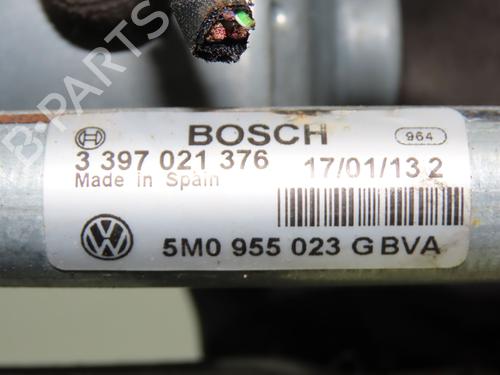 BOSCH
964
3 397 021 376
17/01/13 2
Made in Spain
5M0 955 023 G BVA
B-PARTS